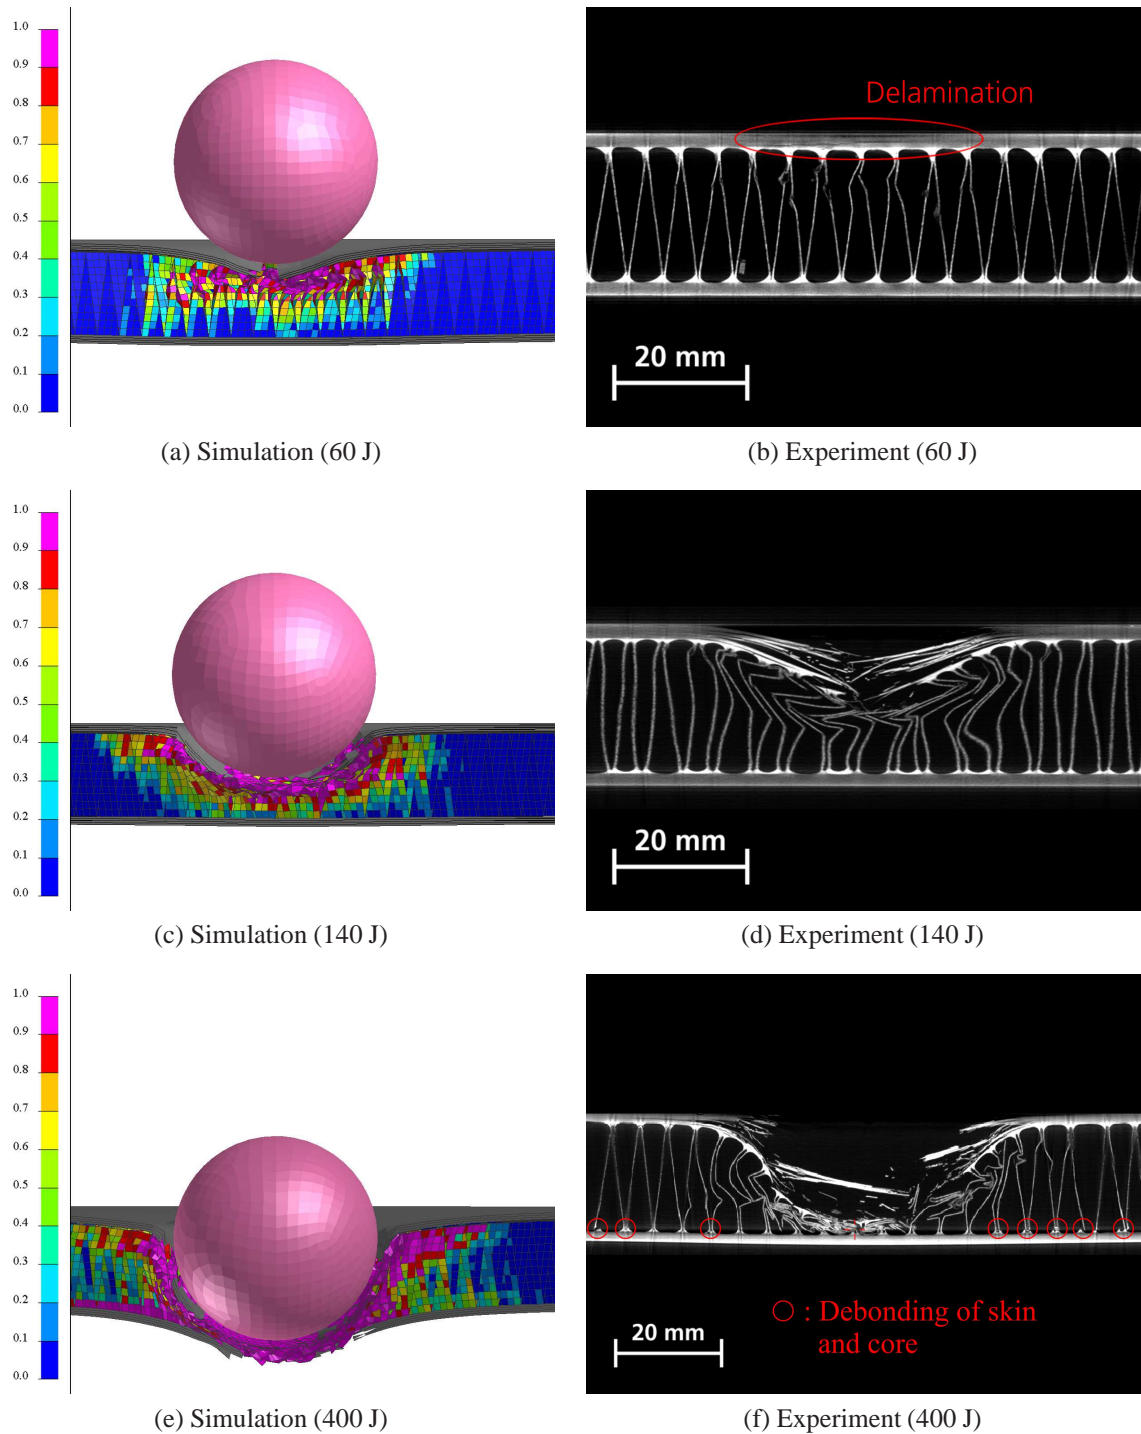 1.0
0.9
0.8
0.7
0.6
0.5
0.4
0.3
0.2
0.1
0.0
Delamination
20 mm
(a) Simulation (60 J)
(b) Experiment (60 J)
1.0
0.9
0.8
0.7
0.6
0.5
0.4
0.3
0.2
0.1
0.0
20 mm
(c) Simulation (140 J)
(d) Experiment (140 J)
1.0
0.9
0.8
0.7
0.6
0.5
0.4
0.3
0.2
0.1
0.0
20 mm
: Debonding of skin
and core
(e) Simulation (400 J)
(f) Experiment (400 J)